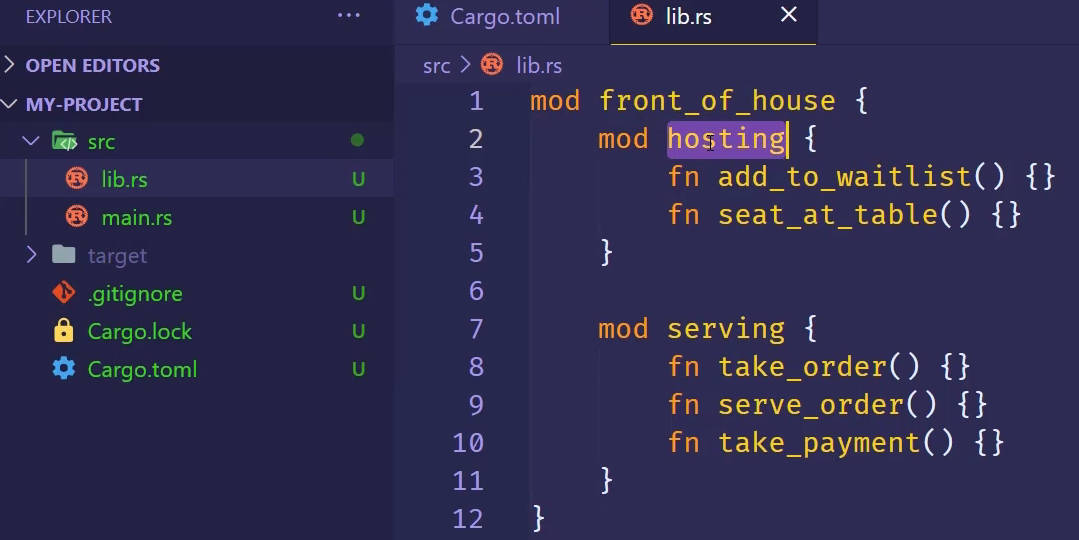 EXPLORER ...
OPEN EDITORS
MY-PROJECT
src
lib.rs U
main.rs U
target
.gitignore U
Cargo.lock U
Cargo.toml U
Cargo.toml lib.rs
src > lib.rs
1 mod front_of_house {
2 mod hosting {
3 fn add_to_waitlist() {}
4 fn seat_at_table() {}
5 }
6
7 mod serving {
8 fn take_order() {}
9 fn serve_order() {}
10 fn take_payment() {}
11 }
12 }